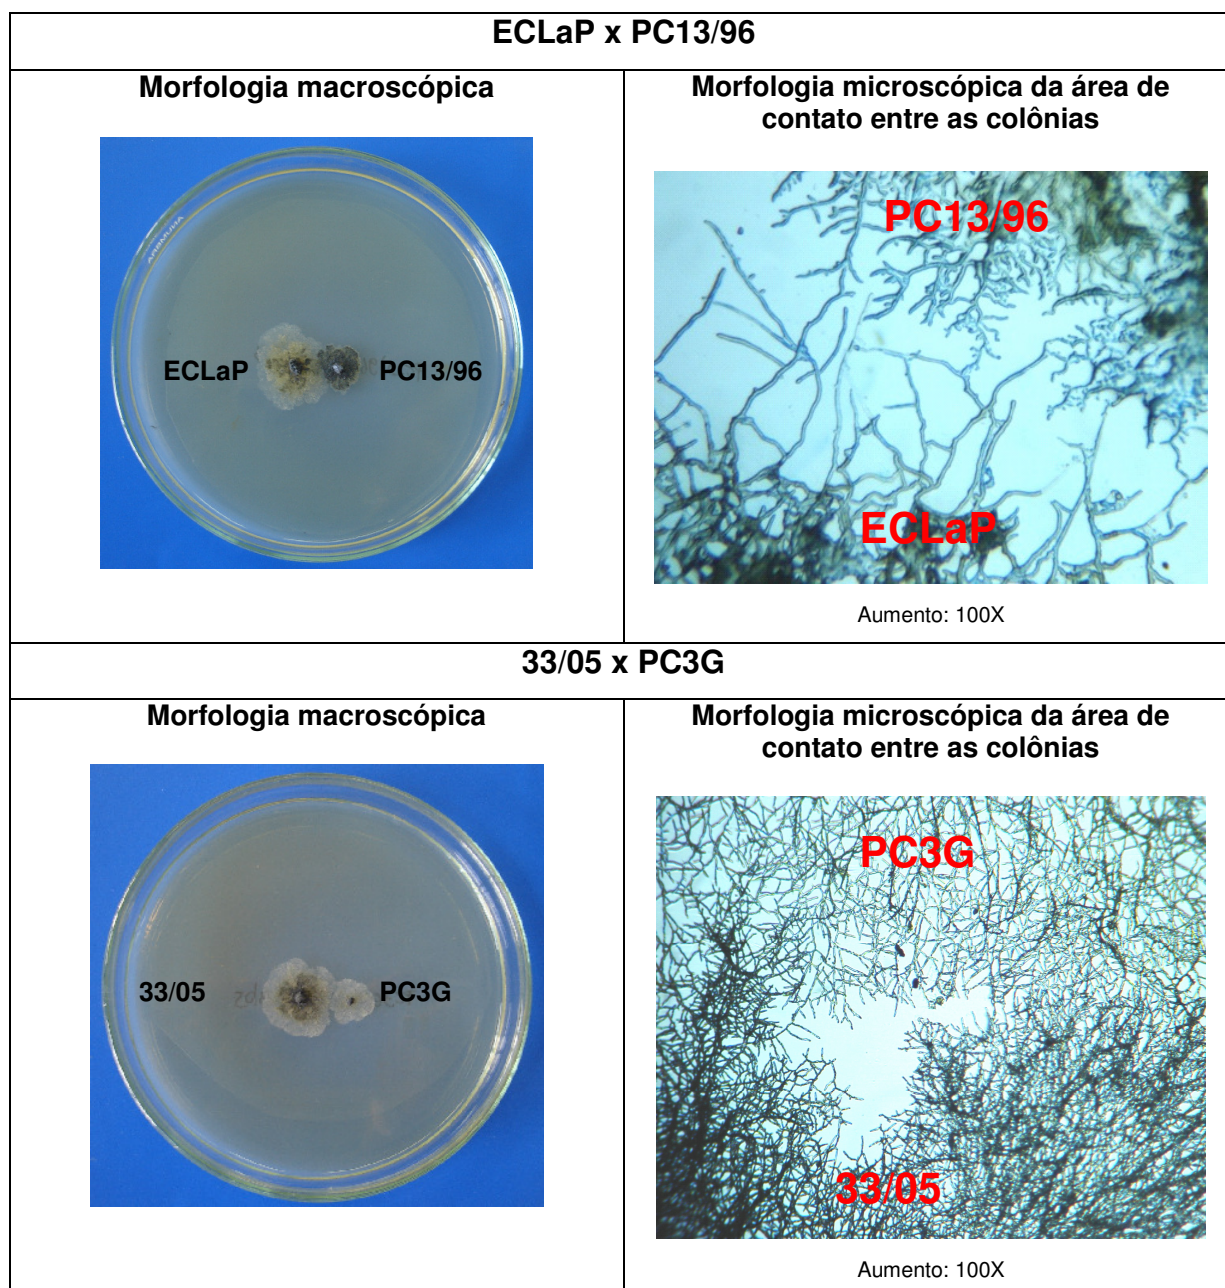 ECLaP x PC13/96
Morfologia macroscópica
Morfologia microscópica da área de
contato entre as colônias
ECLaP
PC13/96
PC13/96
ECLaP
Aumento: 100X
33/05 x PC3G
Morfologia macroscópica
Morfologia microscópica da área de
contato entre as colônias
33/05
PC3G
PC3G
33/05
Aumento: 100X